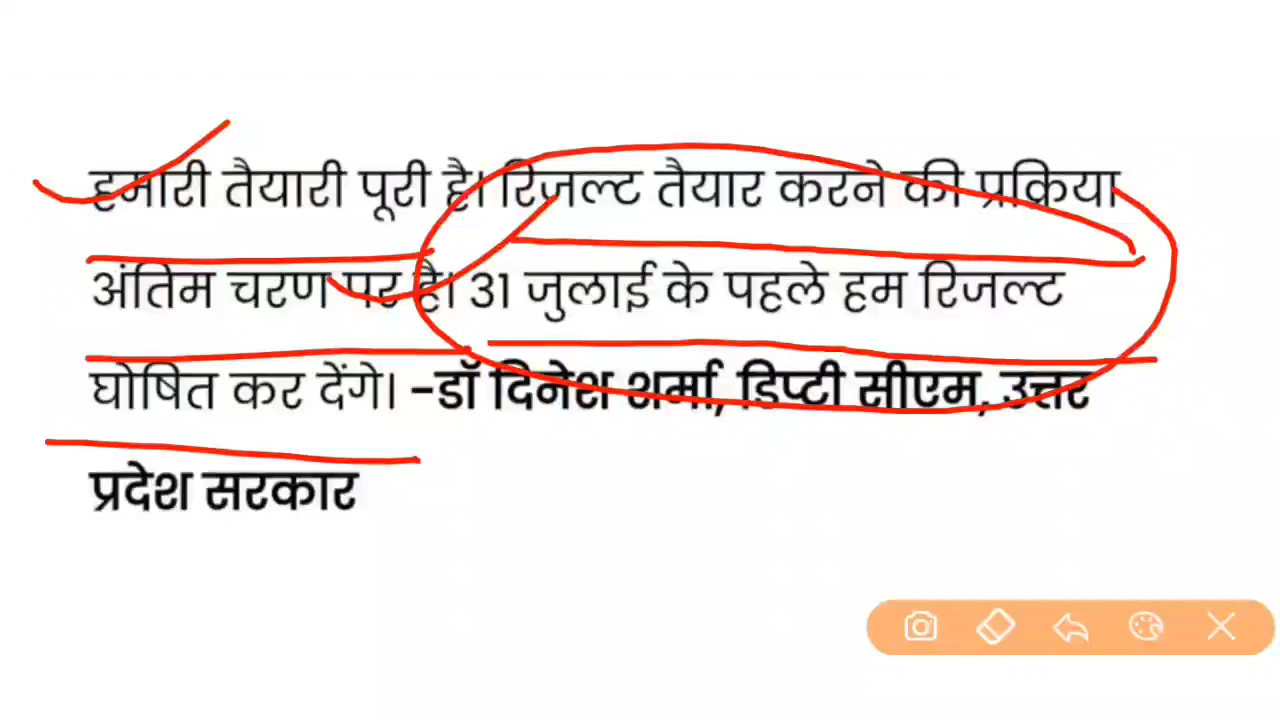 हमारी तैयारी पूरी है। रिजल्ट तैयार करने की प्रक्रिया
अंतिम चरण पर है। 31 जुलाई के पहले हम रिजल्ट
घोषित कर देंगे। -डॉ दिनेश शर्मा, डिप्टी सीएम, उत्तर
प्रदेश सरकार